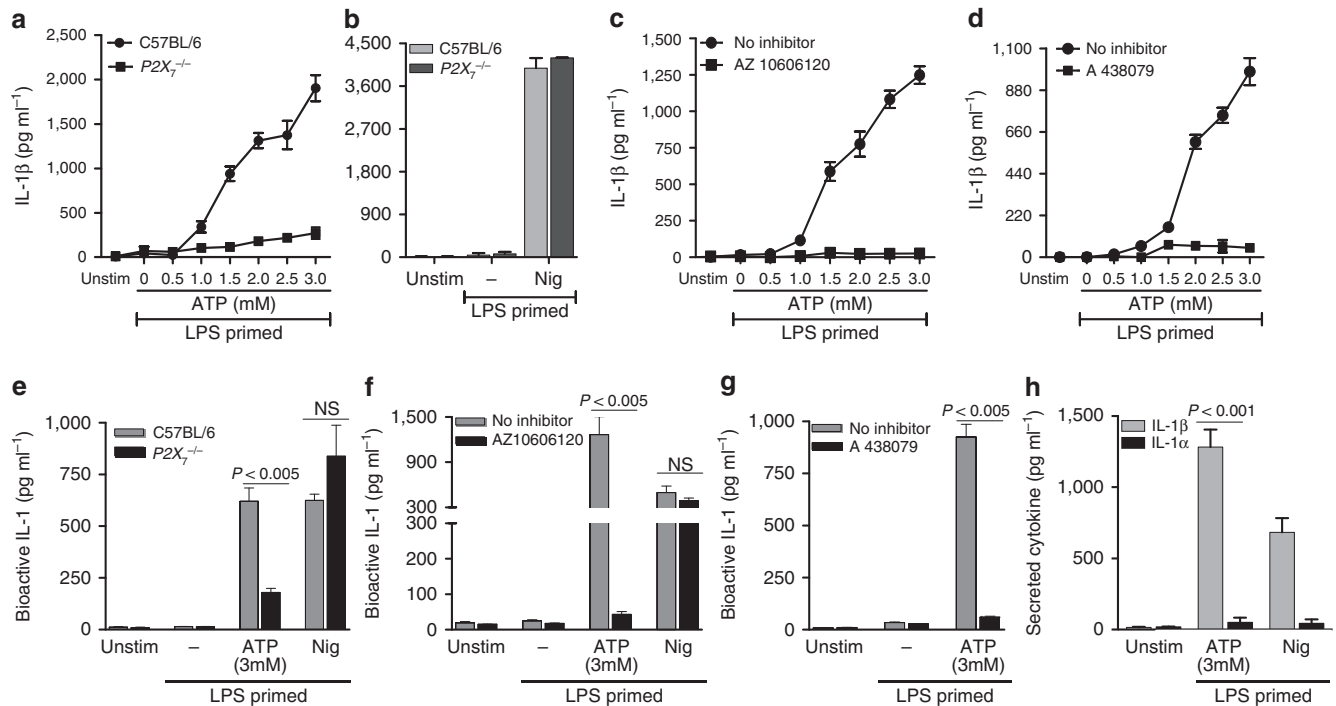 a
2,500
2,000
1,500
1,000
500
0
IL-1β (pg ml⁻¹)
C57BL/6
P2X₇⁻/⁻
Unstim 0 0.5 1.0 1.5 2.0 2.5 3.0
ATP (mM)
LPS primed
b
4,500
3,600
2,700
1,800
900
0
C57BL/6
P2X₇⁻/⁻
Unstim – Nig
LPS primed
c
1,500
1,250
1,000
750
500
250
0
IL-1β (pg ml⁻¹)
No inhibitor
AZ 10606120
Unstim 0 0.5 1.0 1.5 2.0 2.5 3.0
ATP (mM)
LPS primed
d
1,100
880
660
440
220
0
IL-1β (pg ml⁻¹)
No inhibitor
A 438079
Unstim 0 0.5 1.0 1.5 2.0 2.5 3.0
ATP (mM)
LPS primed
e
1,000
750
500
250
0
Bioactive IL-1 (pg ml⁻¹)
C57BL/6
P2X₇⁻/⁻
P < 0.005
NS
Unstim – ATP Nig
(3mM)
LPS primed
f
1,500
900
300
300
200
100
0
Bioactive IL-1 (pg ml⁻¹)
No inhibitor
AZ10606120
P < 0.005
NS
Unstim – ATP Nig
(3mM)
LPS primed
g
1,000
750
500
250
0
Bioactive IL-1 (pg ml⁻¹)
No inhibitor
A 438079
P < 0.005
Unstim – ATP
(3mM)
LPS primed
h
1,500
1,000
500
0
Secreted cytokine (pg ml⁻¹)
IL-1β
IL-1α
P < 0.001
Unstim ATP Nig
(3mM)
LPS primed